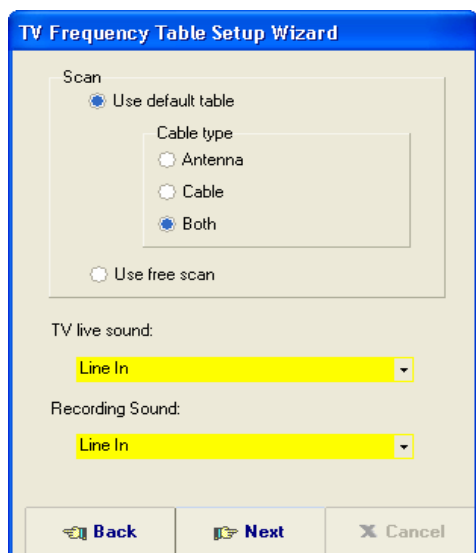 TV Frequency Table Setup Wizard
Scan
Use default table
Cable type
Antenna
Cable
Both
Use free scan
TV live sound:
Line In
Recording Sound:
Line In
Back Next X Cancel